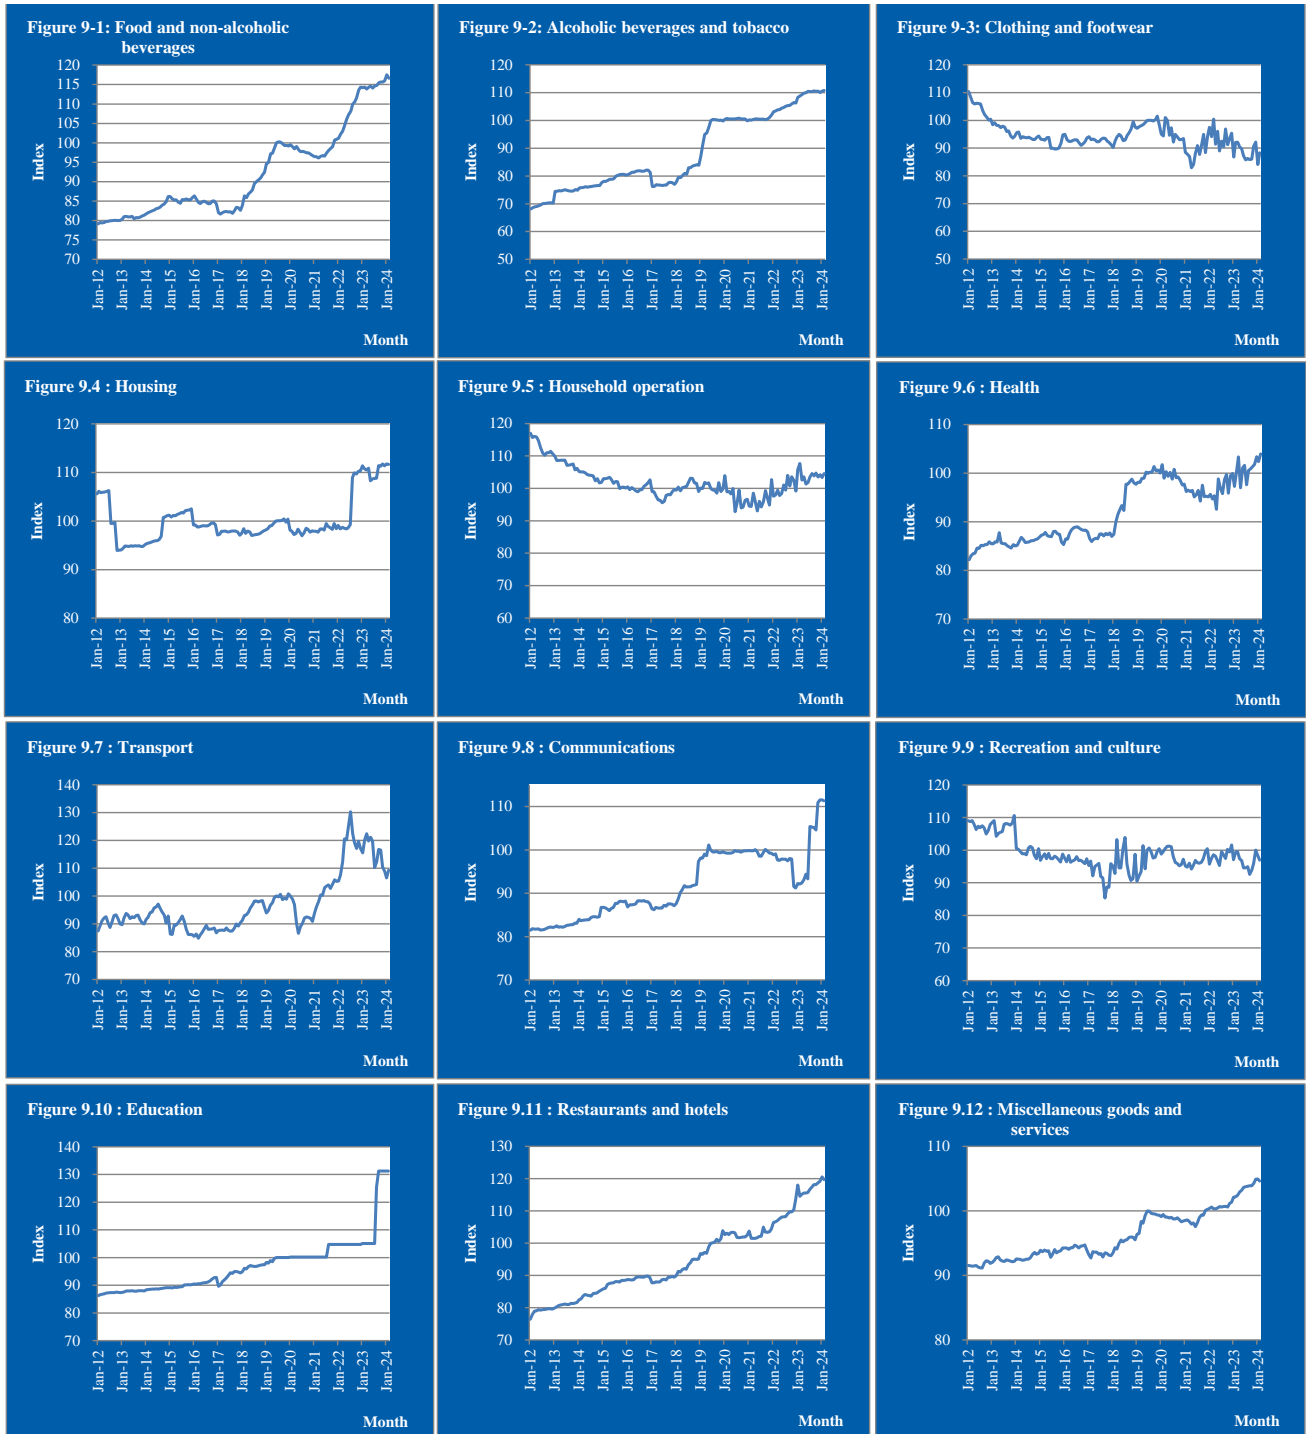 Figure 9-1: Food and non-alcoholic
beverages
120
115
110
105
100
95
90
85
80
75
70
Index
Jan-12
Jan-13
Jan-14
Jan-15
Jan-16
Jan-17
Jan-18
Jan-19
Jan-20
Jan-21
Jan-22
Jan-23
Jan-24
Month
Figure 9-2: Alcoholic beverages and tobacco
120
110
100
90
80
70
60
50
Index
Jan-12
Jan-13
Jan-14
Jan-15
Jan-16
Jan-17
Jan-18
Jan-19
Jan-20
Jan-21
Jan-22
Jan-23
Jan-24
Month
Figure 9-3: Clothing and footwear
120
110
100
90
80
70
60
50
Index
Jan-12
Jan-13
Jan-14
Jan-15
Jan-16
Jan-17
Jan-18
Jan-19
Jan-20
Jan-21
Jan-22
Jan-23
Jan-24
Month
Figure 9.4 : Housing
120
110
100
90
80
Index
Jan-12
Jan-13
Jan-14
Jan-15
Jan-16
Jan-17
Jan-18
Jan-19
Jan-20
Jan-21
Jan-22
Jan-23
Jan-24
Month
Figure 9.5 : Household operation
120
110
100
90
80
70
60
Index
Jan-12
Jan-13
Jan-14
Jan-15
Jan-16
Jan-17
Jan-18
Jan-19
Jan-20
Jan-21
Jan-22
Jan-23
Jan-24
Month
Figure 9.6 : Health
110
100
90
80
70
Index
Jan-12
Jan-13
Jan-14
Jan-15
Jan-16
Jan-17
Jan-18
Jan-19
Jan-20
Jan-21
Jan-22
Jan-23
Jan-24
Month
Figure 9.7 : Transport
140
130
120
110
100
90
80
70
Index
Jan-12
Jan-13
Jan-14
Jan-15
Jan-16
Jan-17
Jan-18
Jan-19
Jan-20
Jan-21
Jan-22
Jan-23
Jan-24
Month
Figure 9.8 : Communications
110
100
90
80
70
Index
Jan-12
Jan-13
Jan-14
Jan-15
Jan-16
Jan-17
Jan-18
Jan-19
Jan-20
Jan-21
Jan-22
Jan-23
Jan-24
Month
Figure 9.9 : Recreation and culture
120
110
100
90
80
70
60
Index
Jan-12
Jan-13
Jan-14
Jan-15
Jan-16
Jan-17
Jan-18
Jan-19
Jan-20
Jan-21
Jan-22
Jan-23
Jan-24
Month
Figure 9.10 : Education
140
130
120
110
100
90
80
70
Index
Jan-12
Jan-13
Jan-14
Jan-15
Jan-16
Jan-17
Jan-18
Jan-19
Jan-20
Jan-21
Jan-22
Jan-23
Jan-24
Month
Figure 9.11 : Restaurants and hotels
130
120
110
100
90
80
70
Index
Jan-12
Jan-13
Jan-14
Jan-15
Jan-16
Jan-17
Jan-18
Jan-19
Jan-20
Jan-21
Jan-22
Jan-23
Jan-24
Month
Figure 9.12 : Miscellaneous goods and
services
110
100
90
80
Index
Jan-12
Jan-13
Jan-14
Jan-15
Jan-16
Jan-17
Jan-18
Jan-19
Jan-20
Jan-21
Jan-22
Jan-23
Jan-24
Month